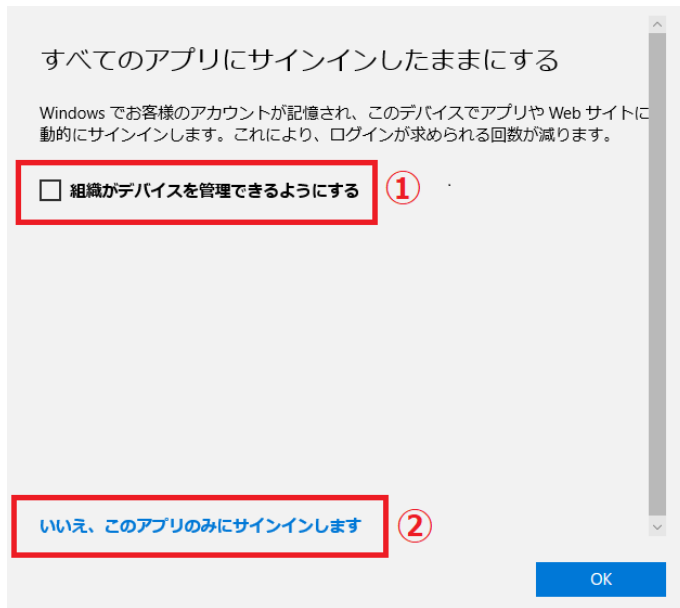 すべてのアプリにサインインしたままにする
Windows でお客様のアカウントが記憶され、このデバイスでアプリや Web サイトに
動的にサインインします。これにより、ログインが求められる回数が減ります。
組織がデバイスを管理できるようにする ①
いいえ、このアプリのみにサインインします ②
OK